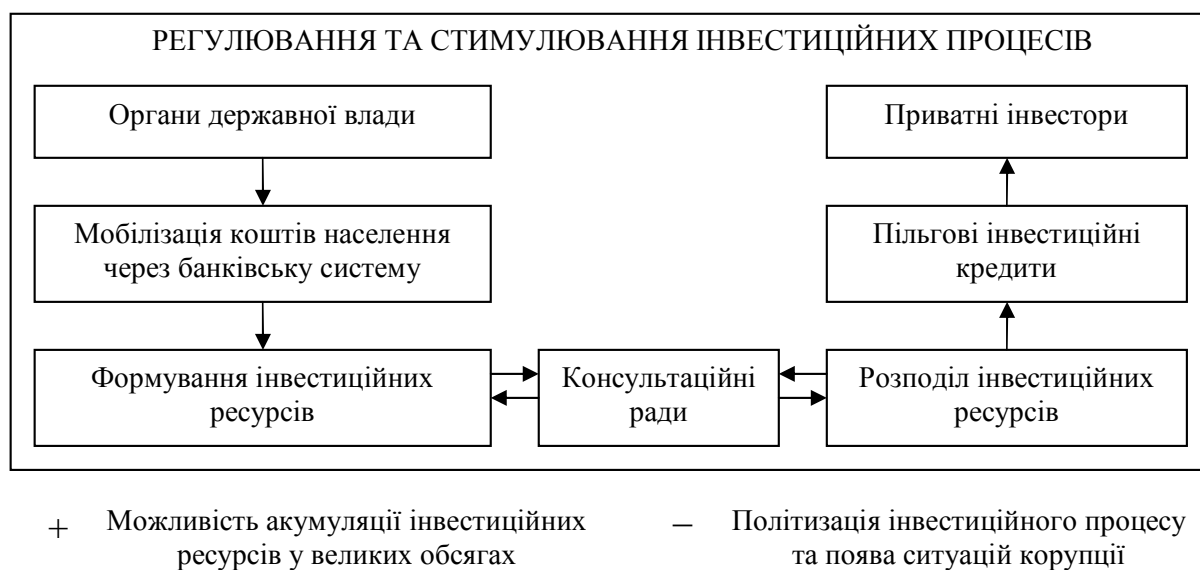 РЕГУЛЮВАННЯ ТА СТИМУЛЮВАННЯ ІНВЕСТИЦІЙНИХ ПРОЦЕСІВ
Органи державної влади
Приватні інвестори
Мобілізація коштів населення
через банківську систему
Пільгові інвестиційні
кредити
Формування інвестиційних
ресурсів
Консультаційні
ради
Розподіл інвестиційних
ресурсів
+ Можливість акумуляції інвестиційних
ресурсів у великих обсягах
– Політизація інвестиційного процесу
та поява ситуацій корупції